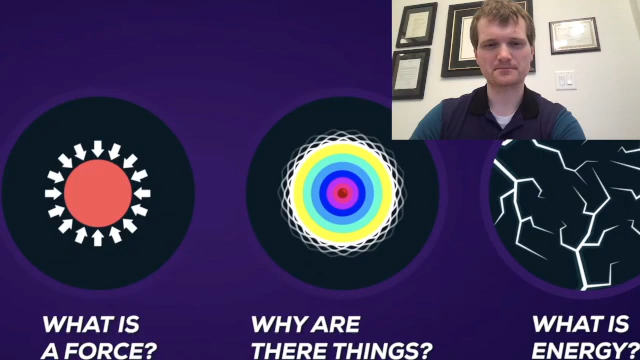 WHAT IS
A FORCE?
WHY ARE
THERE THINGS?
WHAT IS
ENERGY?